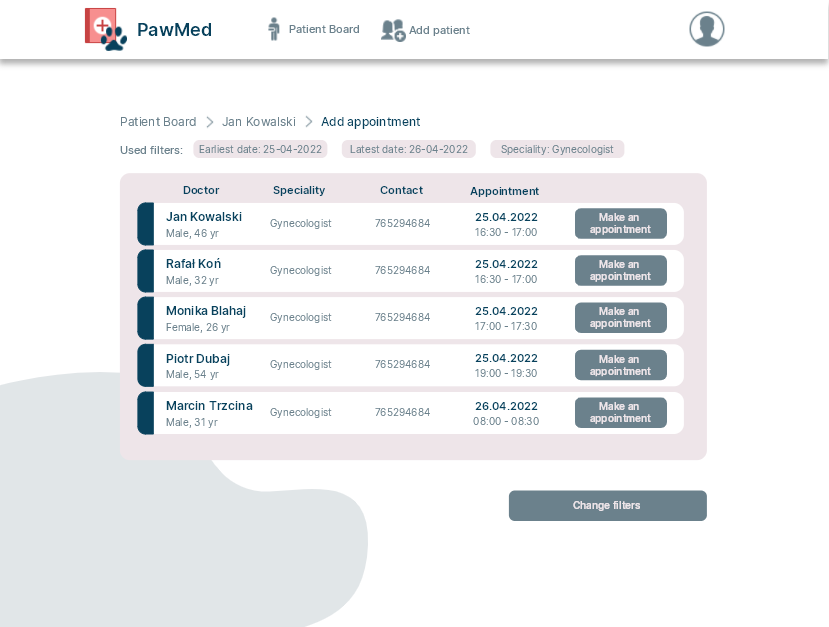 PawMed
Patient Board
Add patient
Patient Board > Jan Kowalski > Add appointment
Used filters: Earliest date: 25-04-2022 Latest date: 26-04-2022 Speciality: Gynecologist
Doctor Speciality Contact Appointment
Jan Kowalski
Male, 46 yr
Gynecologist
765294684
25.04.2022
16:30 - 17:00
Make an
appointment
Rafał Koń
Male, 32 yr
Gynecologist
765294684
25.04.2022
16:30 - 17:00
Make an
appointment
Monika Blahaj
Female, 26 yr
Gynecologist
765294684
25.04.2022
17:00 - 17:30
Make an
appointment
Piotr Dubaj
Male, 54 yr
Gynecologist
765294684
25.04.2022
19:00 - 19:30
Make an
appointment
Marcin Trzcina
Male, 31 yr
Gynecologist
765294684
26.04.2022
08:00 - 08:30
Make an
appointment
Change filters